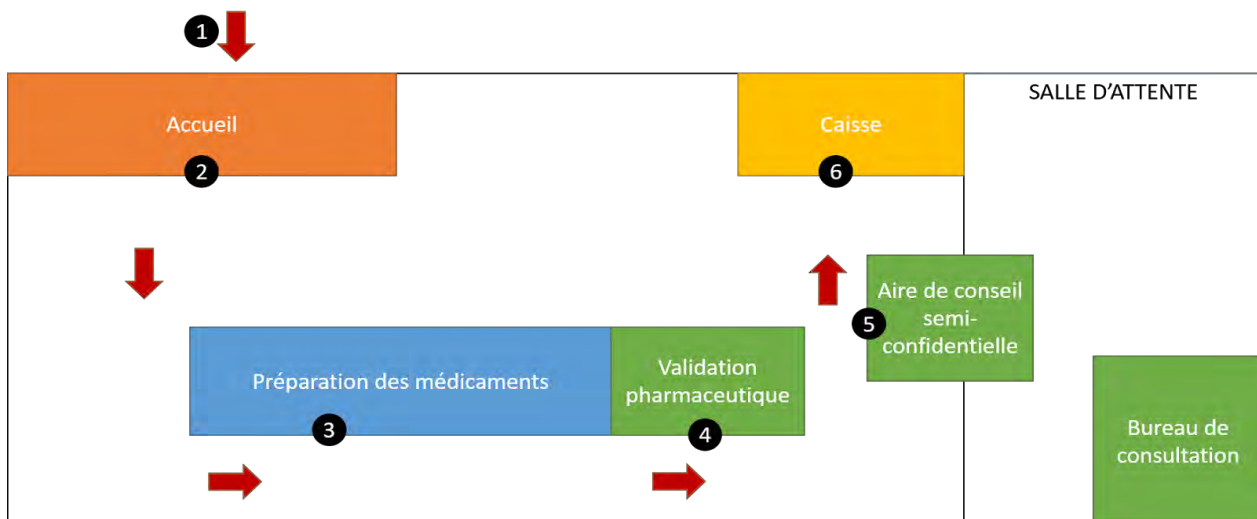 1
Accueil
2
Caisse
6
SALLE D'ATTENTE
Aire de conseil
semi-
confidentielle
5
Préparation des médicaments
3
Validation
pharmaceutique
4
Bureau de
consultation